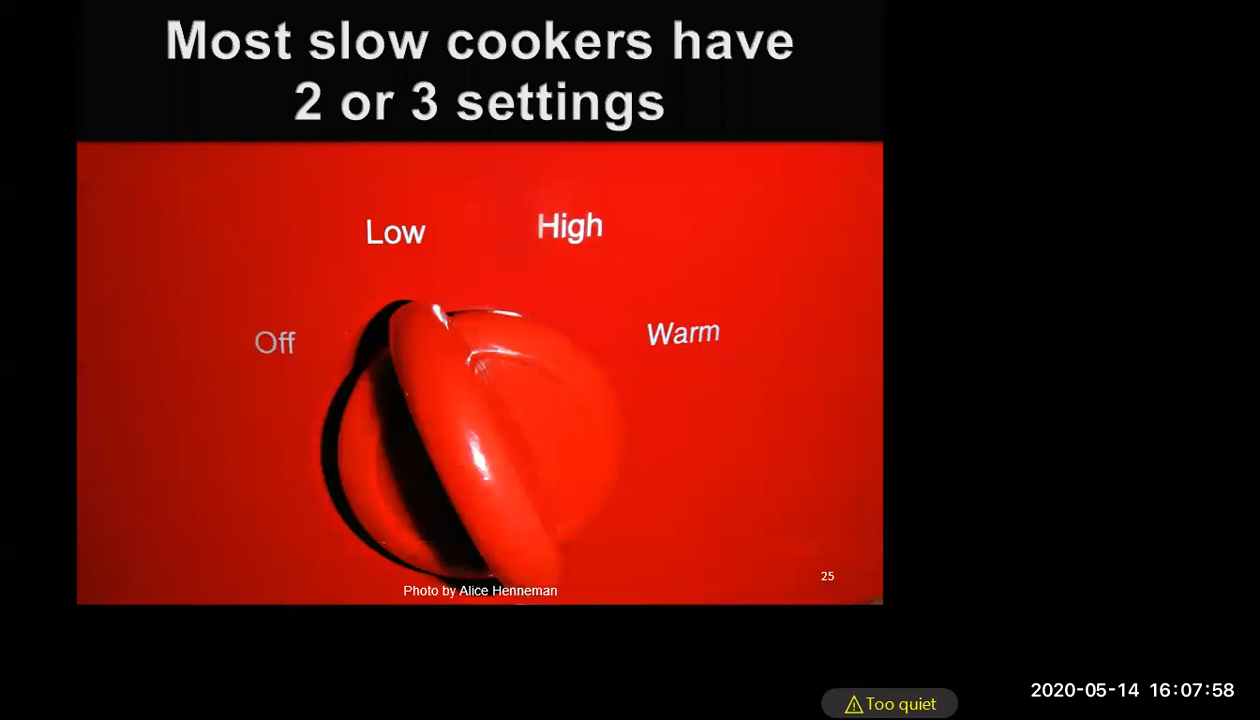 Most slow cookers have
2 or 3 settings
Low
High
Off
Warm
25
Photo by Alice Henneman
Too quiet
2020-05-14 16:07:58